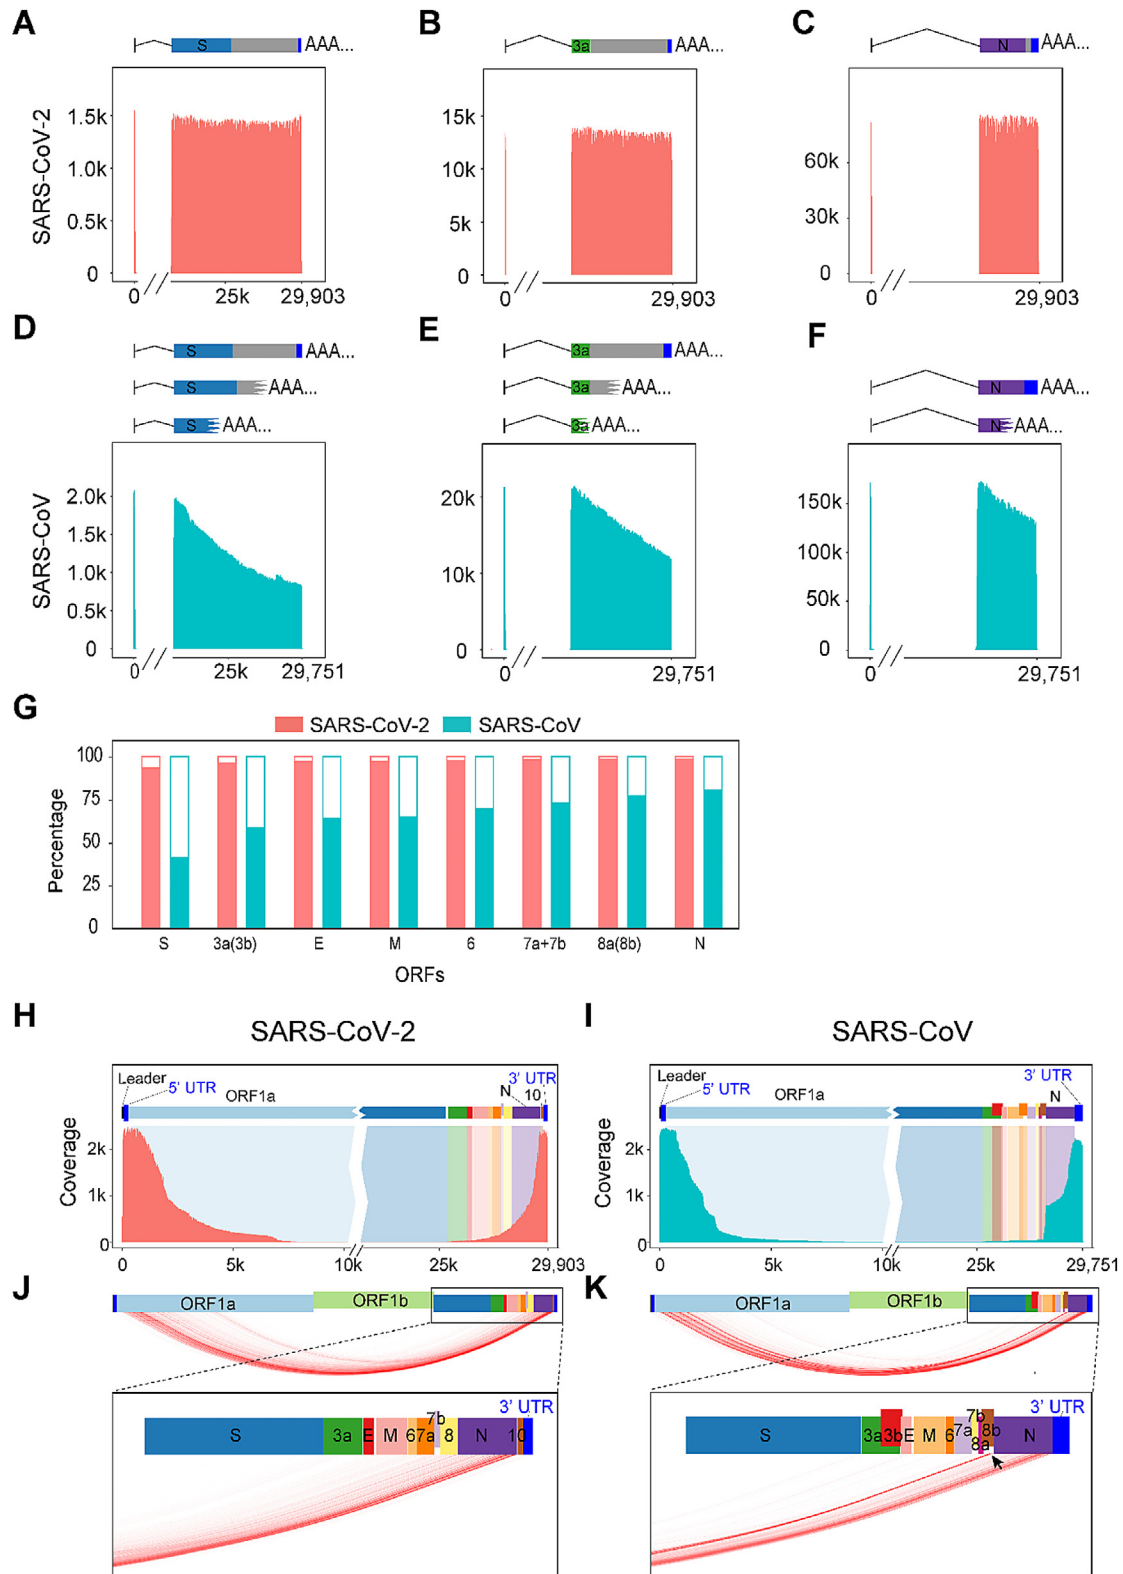 A
S AAA...
SARS-CoV-2
1.5k
1.0k
0.5k
0
0 25k 29,903
B
3a AAA...
15k
10k
5k
0
0 29,903
C
N AAA...
60k
30k
0
0 29,903
D
S AAA...
S AAA...
S AAA...
SARS-CoV
2.0k
1.5k
1.0k
0.5k
0
0 25k 29,751
E
3a AAA...
3a AAA...
3a AAA...
20k
10k
0
0 29,751
F
N AAA...
N AAA...
150k
100k
50k
0
0 29,751
G
SARS-CoV-2 SARS-CoV
Percentage
100
75
50
25
0
S 3a(3b) E M 6 7a+7b 8a(8b) N
ORFs
H
SARS-CoV-2
Leader 5' UTR ORF1a N 10 3' UTR
Coverage
2k
1k
0
0 5k 10k 25k 29,903
I
SARS-CoV
Leader 5' UTR ORF1a N 3' UTR
Coverage
2k
1k
0
0 5k 10k 25k 29,751
J
ORF1a ORF1b
3' UTR
S 3a E M 6 7a 7b 8 N 10
K
ORF1a ORF1b
3' UTR
S 3a 3b E M 6 7a 7b 8a 8b N